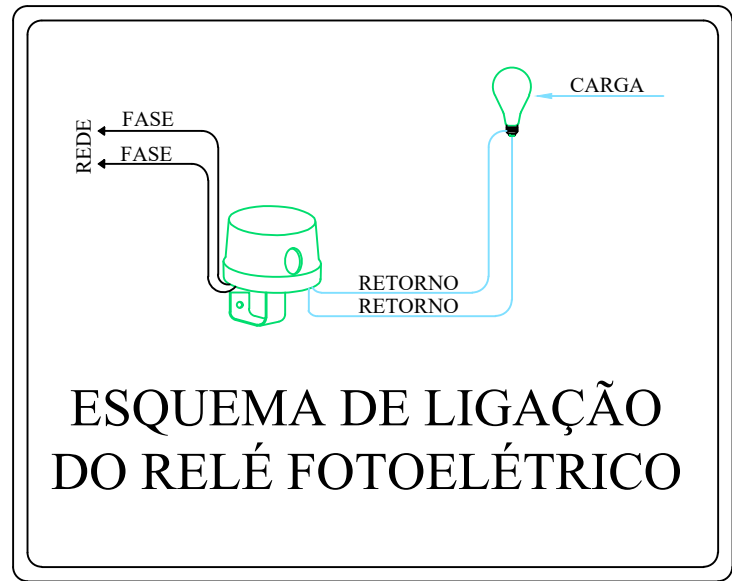 CARGA
FASE
REDE
FASE
RETORNO
RETORNO
ESQUEMA DE LIGAÇÃO
DO RELÉ FOTOELÉTRICO